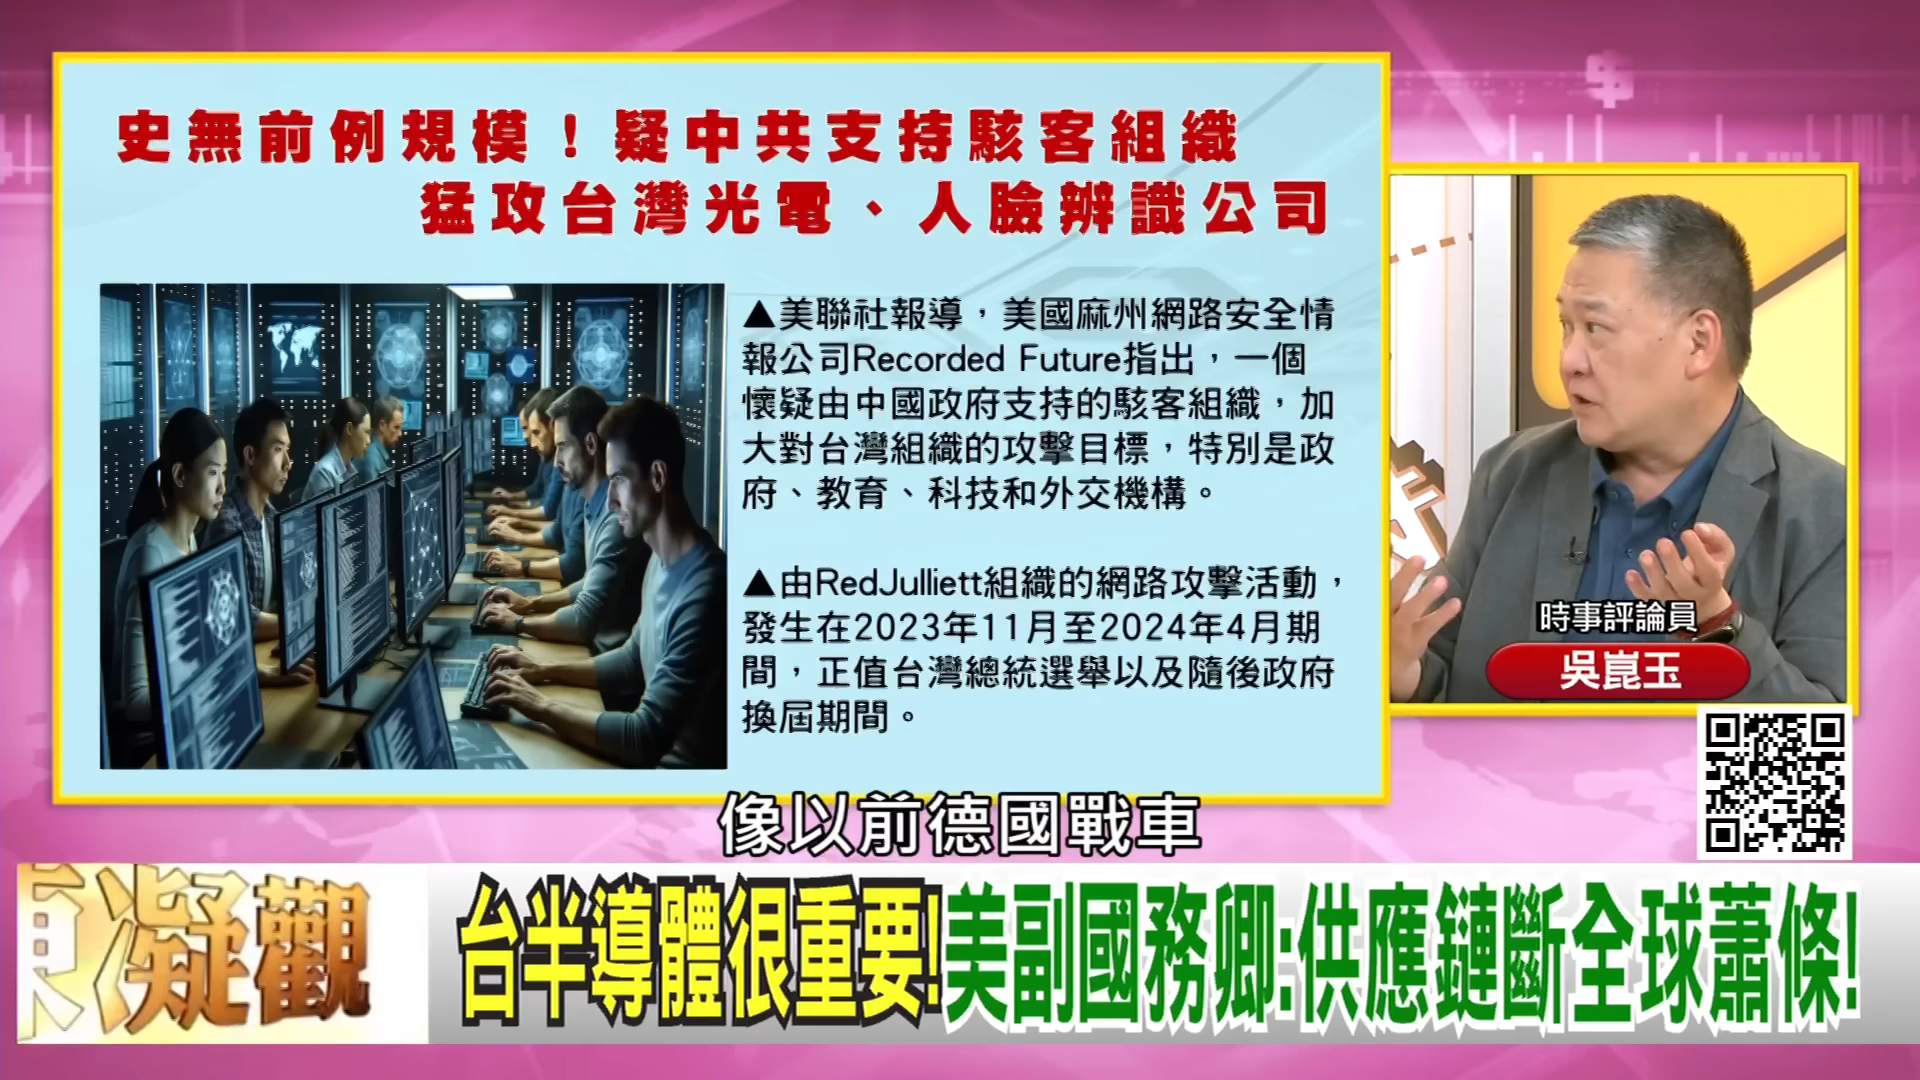 史無前例規模！疑中共支持駭客組織
猛攻台灣光電、人臉辨識公司
▲美聯社報導，美國麻州網路安全情
報公司Recorded Future指出，一個
懷疑由中國政府支持的駭客組織，加
大對台灣組織的攻擊目標，特別是政
府、教育、科技和外交機構。
▲由RedJulliett組織的網路攻擊活動，
發生在2023年11月至2024年4月期
間，正值台灣總統選舉以及隨後政府
換屆期間。
時事評論員
吳崑玉
像以前德國戰車
凝觀
台半導體很重要!美副國務卿:供應鏈斷全球蕭條!